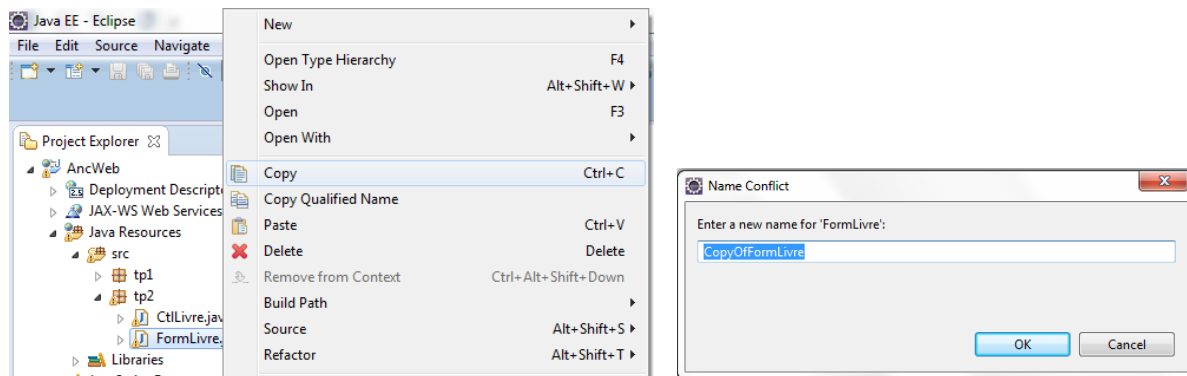 Java EE - Eclipse
File Edit Source Navigate
Project Explorer
AncWeb
Deployment Descript
JAX-WS Web Services
Java Resources
src
tp1
tp2
CtlLivre.jav
FormLivre.
Libraries
New
Open Type Hierarchy F4
Show In Alt+Shift+W
Open F3
Open With
Copy Ctrl+C
Copy Qualified Name
Paste Ctrl+V
Delete Delete
Remove from Context Ctrl+Alt+Shift+Down
Build Path
Source Alt+Shift+S
Refactor Alt+Shift+T
Name Conflict
Enter a new name for 'FormLivre':
CopyOfFormLivre
OK Cancel